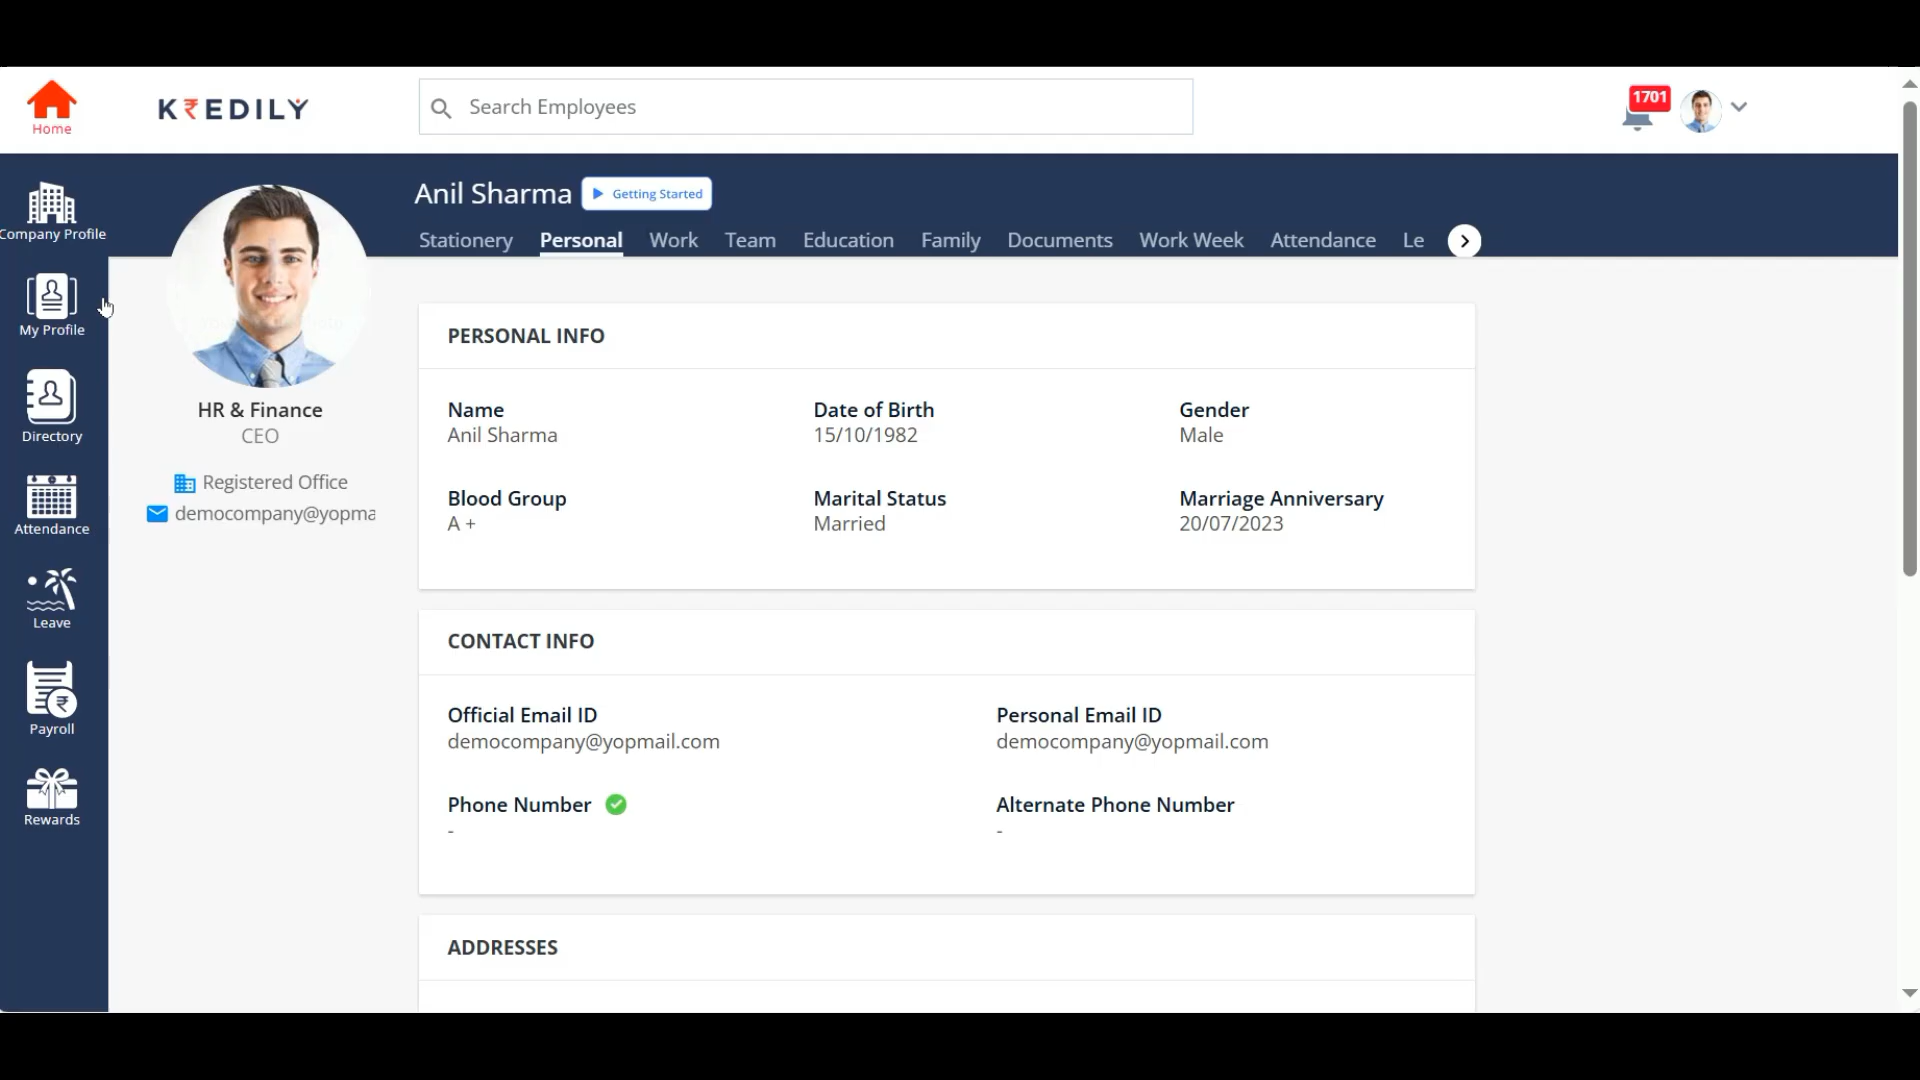 Home
KREDILY
Search Employees
1701
Company Profile
My Profile
Directory
Attendance
Leave
Payroll
Rewards
HR & Finance
CEO
Registered Office
democompany@yopma
Anil Sharma
Getting Started
Stationery Personal Work Team Education Family Documents Work Week Attendance Le
PERSONAL INFO
Name Date of Birth Gender
Anil Sharma 15/10/1982 Male
Blood Group Marital Status Marriage Anniversary
A + Married 20/07/2023
CONTACT INFO
Official Email ID Personal Email ID
democompany@yopmail.com democompany@yopmail.com
Phone Number Alternate Phone Number
- -
ADDRESSES